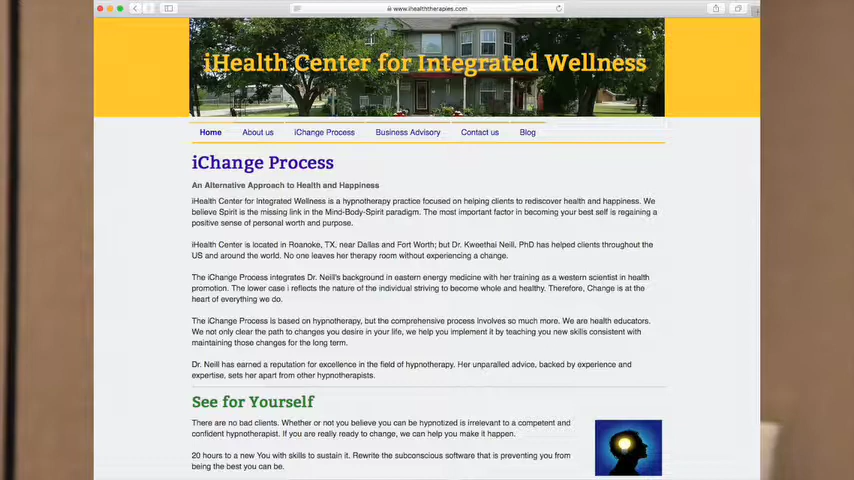 www.ihealththerapies.com
iHealth Center for Integrated Wellness
Home About us iChange Process Business Advisory Contact us Blog
iChange Process
An Alternative Approach to Health and Happiness
iHealth Center for Integrated Wellness is a hypnotherapy practice focused on helping clients to rediscover health and happiness. We
believe Spirit is the missing link in the Mind-Body-Spirit paradigm. The most important factor in becoming your best self is regaining a
positive sense of personal worth and purpose.
iHealth Center is located in Roanoke, TX, near Dallas and Fort Worth; but Dr. Kweethai Neill, PhD has helped clients throughout the
US and around the world. No one leaves her therapy room without experiencing a change.
The iChange Process integrates Dr. Neill's background in eastern energy medicine with her training as a western scientist in health
promotion. The lower case i reflects the nature of the individual striving to become whole and healthy. Therefore, Change is at the
heart of everything we do.
The iChange Process is based on hypnotherapy, but the comprehensive process involves so much more. We are health educators.
We not only clear the path to changes you desire in your life, we help you implement it by teaching you new skills consistent with
maintaining those changes for the long term.
Dr. Neill has earned a reputation for excellence in the field of hypnotherapy. Her unparalled advice, backed by experience and
expertise, sets her apart from other hypnotherapists.
See for Yourself
There are no bad clients. Whether or not you believe you can be hypnotized is irrelevant to a competent and
confident hypnotherapist. If you are really ready to change, we can help you make it happen.
20 hours to a new You with skills to sustain it. Rewrite the subconscious software that is preventing you from
being the best you can be.